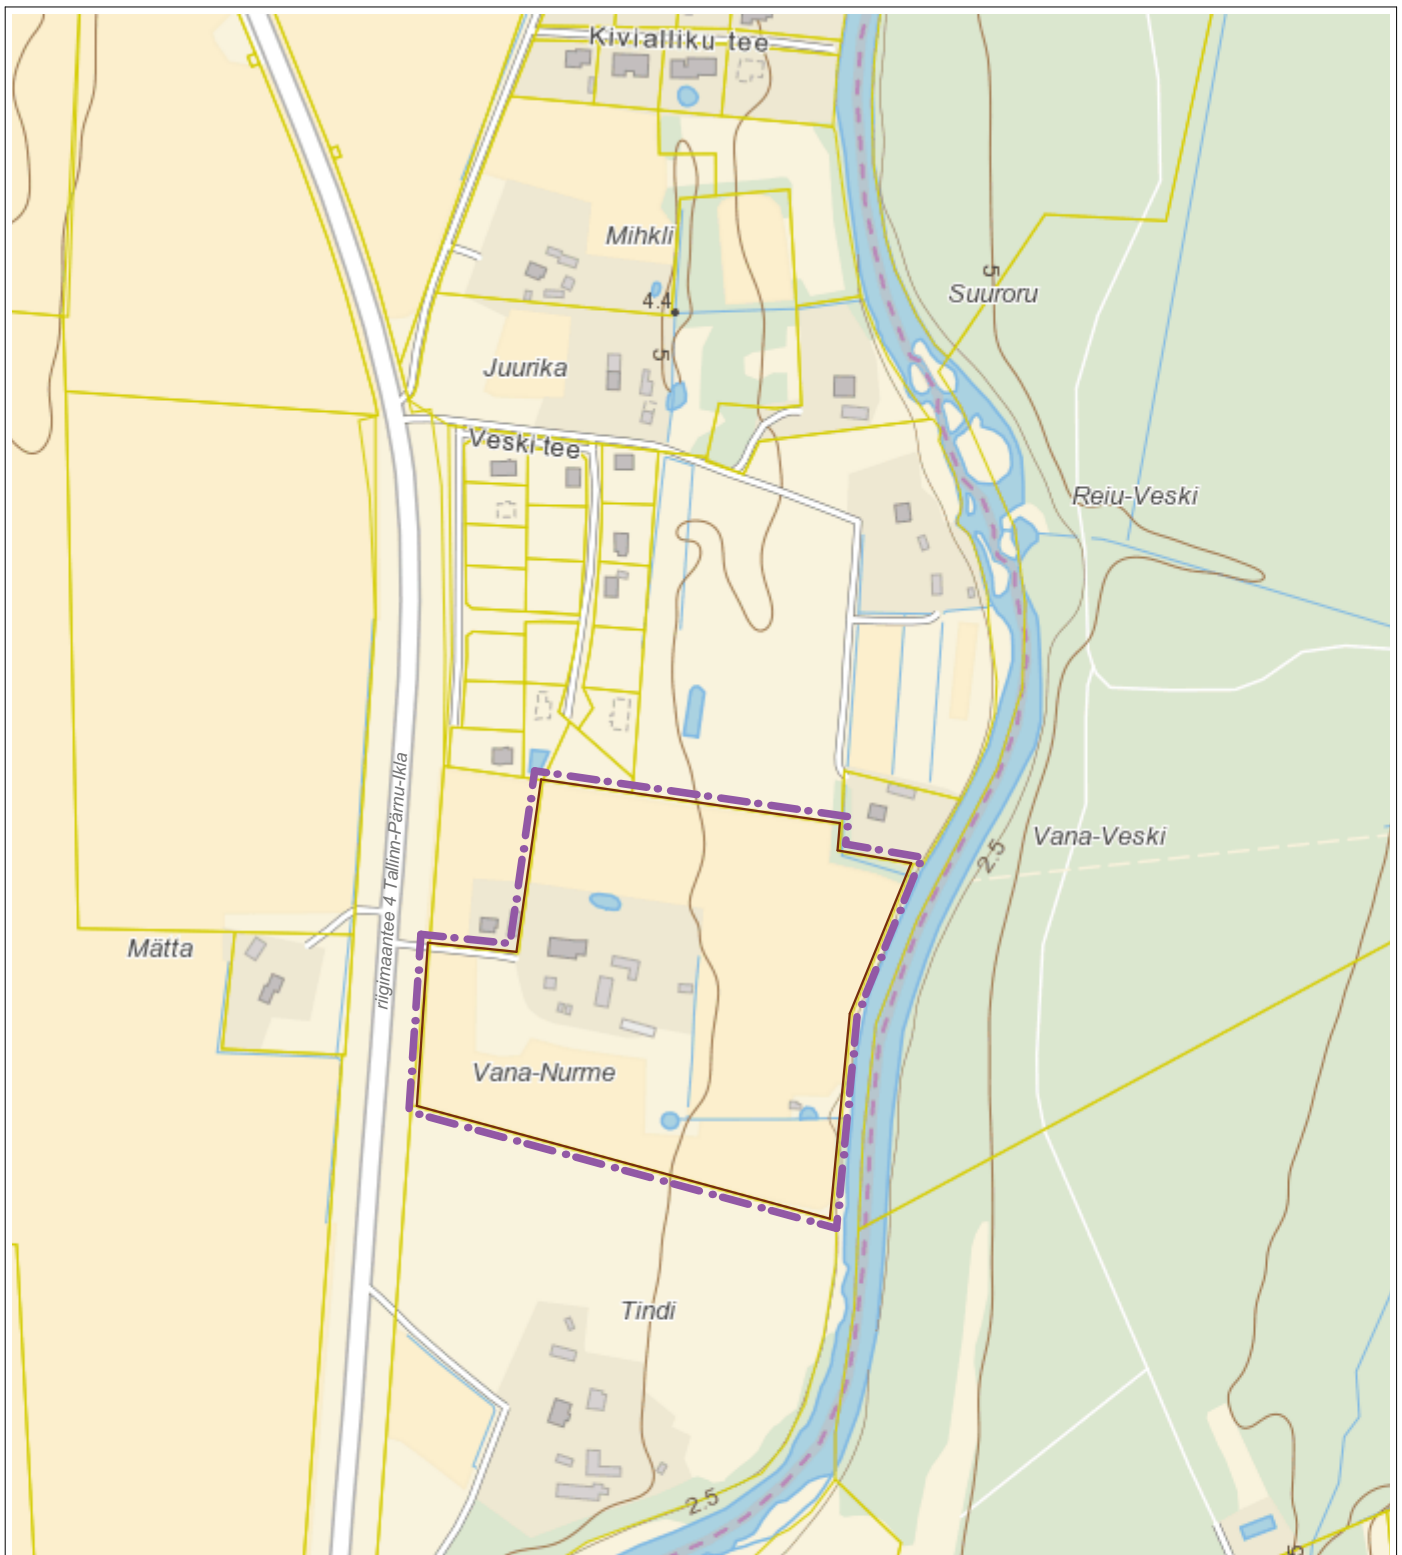 Kivialliku tee
Mihkli
5
Suuroru
4.4
5
Juurika
Veski tee
Reiu-Veski
riigimaantee 4 Tallinn-Pärnu-Ikla
Vana-Veski
2.5
Mätta
Vana-Nurme
Tindi
2.5
5